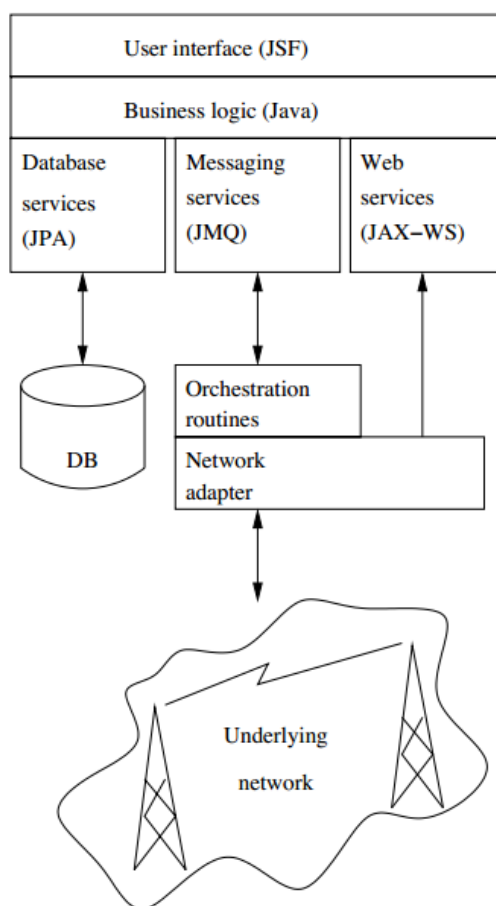 User interface (JSF)
Business logic (Java)
Database
services
(JPA)
Messaging
services
(JMQ)
Web
services
(JAX−WS)
Orchestration
routines
DB
Network
adapter
Underlying
network